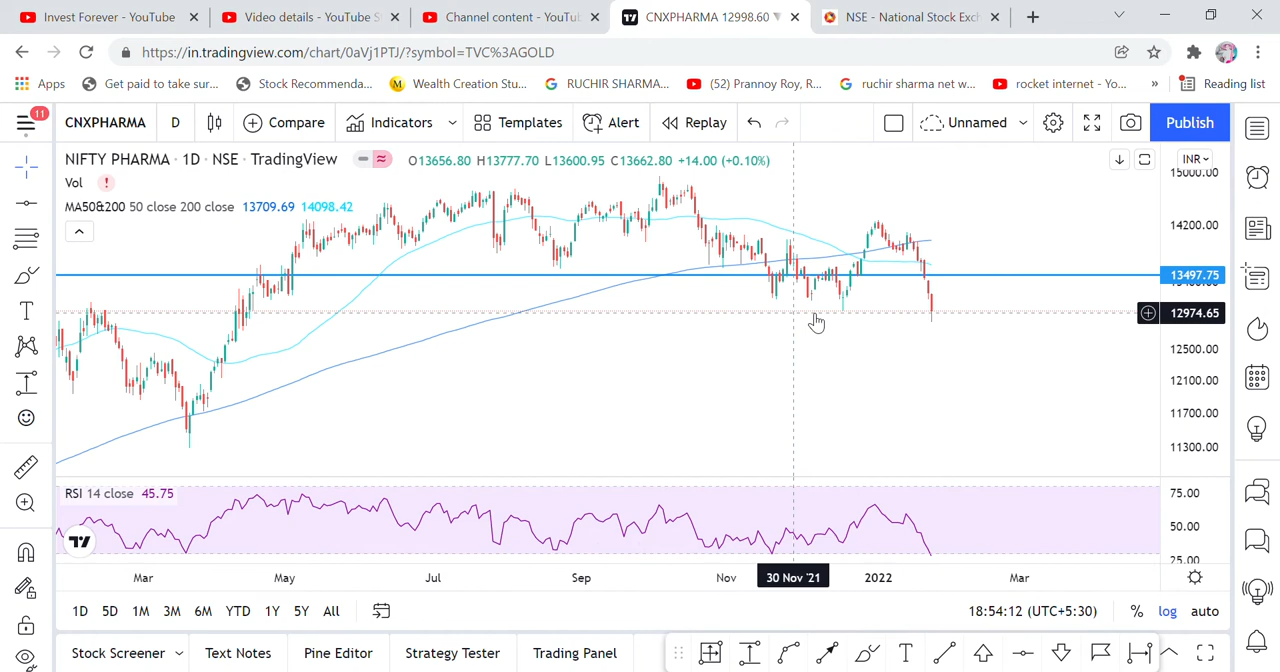 Invest Forever - YouTube
Video details - YouTube S
Channel content - YouTu
CNXPHARMA 12998.60 ▼
NSE - National Stock Exch
https://in.tradingview.com/chart/0aVj1PTJ/?symbol=TVC%3AGOLD
Apps
Get paid to take sur...
Stock Recommenda...
Wealth Creation Stu...
RUCHIR SHARMA...
(52) Prannoy Roy, R...
ruchir sharma net w...
rocket internet - Yo...
»
Reading list
11
CNXPHARMA
D
Compare
Indicators
Templates
Alert
Replay
Unnamed
Publish
NIFTY PHARMA · 1D · NSE · TradingView
O13656.80 H13777.70 L13600.95 C13662.80 +14.00 (+0.10%)
INR
15000.00
Vol
MA50&200 50 close 200 close 13709.69 14098.42
14200.00
13497.75
12974.65
12500.00
12100.00
11700.00
11300.00
RSI 14 close 45.75
75.00
50.00
25.00
Mar
May
Jul
Sep
Nov
30 Nov '21
2022
Mar
1D 5D 1M 3M 6M YTD 1Y 5Y All
18:54:12 (UTC+5:30)
% log auto
Stock Screener
Text Notes
Pine Editor
Strategy Tester
Trading Panel